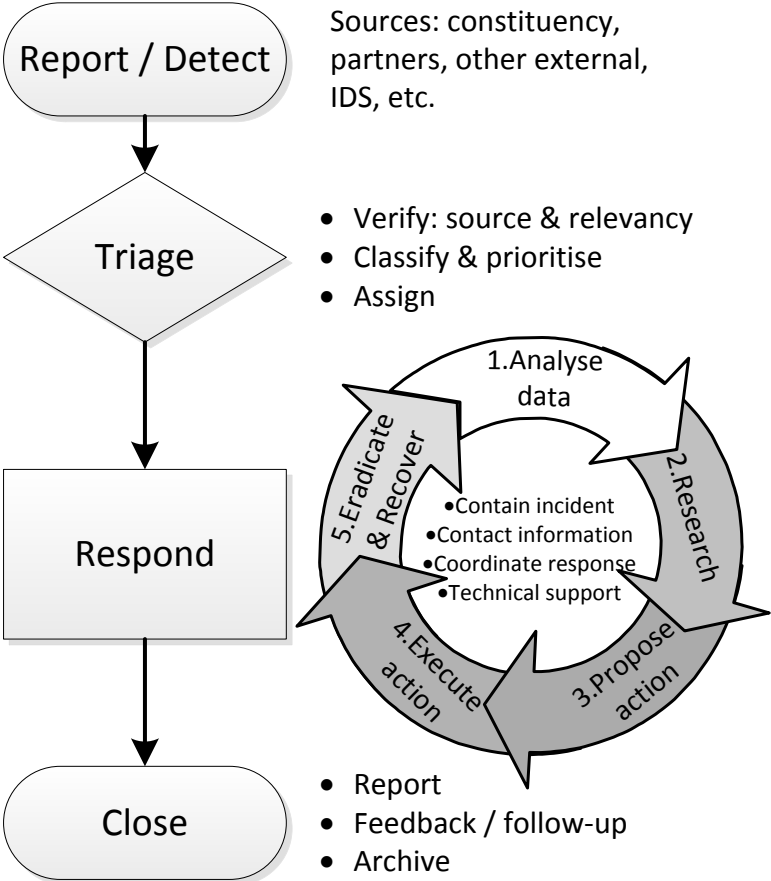 Report / Detect
Sources: constituency,
partners, other external,
IDS, etc.
Triage
• Verify: source & relevancy
• Classify & prioritise
• Assign
Respond
1.Analyse
data
2.Research
3.Propose
action
4.Execute
action
5.Eradicate
& Recover
•Contain incident
•Contact information
•Coordinate response
•Technical support
Close
• Report
• Feedback / follow-up
• Archive